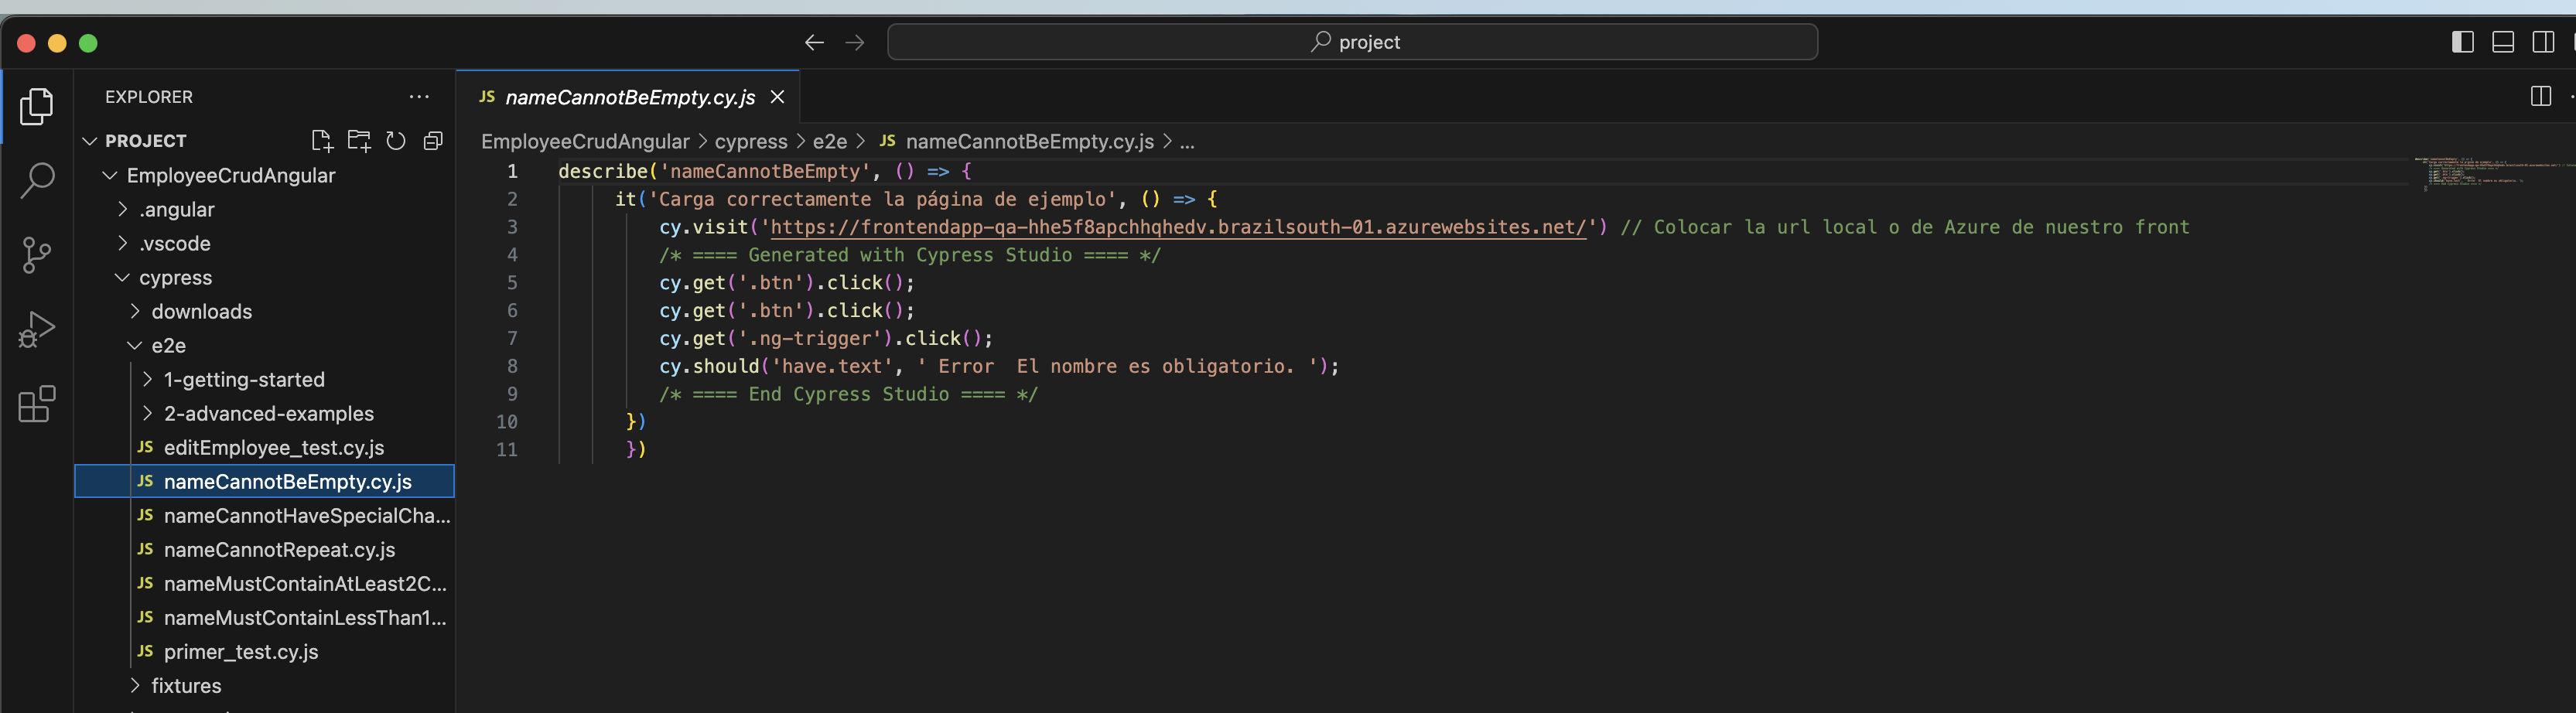 project
EXPLORER
PROJECT
EmployeeCrudAngular
.angular
.vscode
cypress
downloads
e2e
1-getting-started
2-advanced-examples
JS editEmployee_test.cy.js
JS nameCannotBeEmpty.cy.js
JS nameCannotHaveSpecialCha...
JS nameCannotRepeat.cy.js
JS nameMustContainAtLeast2C...
JS nameMustContainLessThan1...
JS primer_test.cy.js
fixtures
JS nameCannotBeEmpty.cy.js
EmployeeCrudAngular > cypress > e2e > JS nameCannotBeEmpty.cy.js > ...
1 describe('nameCannotBeEmpty', () => {
2 it('Carga correctamente la página de ejemplo', () => {
3 cy.visit('https://frontendapp-qa-hhe5f8apchhqhedv.brazilsouth-01.azurewebsites.net/') // Colocar la url local o de Azure de nuestro front
4 /* ==== Generated with Cypress Studio ==== */
5 cy.get('.btn').click();
6 cy.get('.btn').click();
7 cy.get('.ng-trigger').click();
8 cy.should('have.text', ' Error  El nombre es obligatorio. ');
9 /* ==== End Cypress Studio ==== */
10 })
11 })